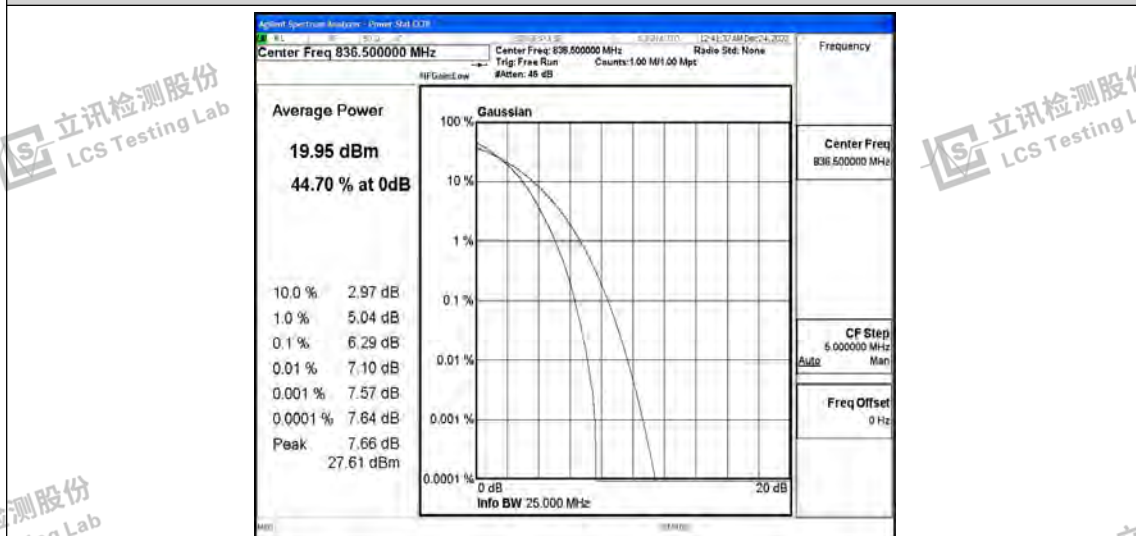 Agilent Spectrum Analyzer - Power Stat CCDF
Center Freq 836.500000 MHz
Center Freq: 836.500000 MHz
Radio Std: None
Trig: Free Run
Counts:1.00 M/1.00 Mpt
#IFGain:Low
#Atten: 46 dB
Frequency
Average Power
19.95 dBm
44.70 % at 0dB
10.0 % 2.97 dB
1.0 % 5.04 dB
0.1 % 6.29 dB
0.01 % 7.10 dB
0.001 % 7.57 dB
0.0001 % 7.64 dB
Peak 7.66 dB
27.61 dBm
Gaussian
100 %
10 %
1 %
0.1 %
0.01 %
0.001 %
0.0001 %
0 dB
20 dB
Info BW 25.000 MHz
Center Freq
836.500000 MHz
CF Step
5.000000 MHz
Auto Man
Freq Offset
0 Hz
立讯检测股份
LCS Testing Lab
立讯检测股份
LCS Testing L
测股份
Lab